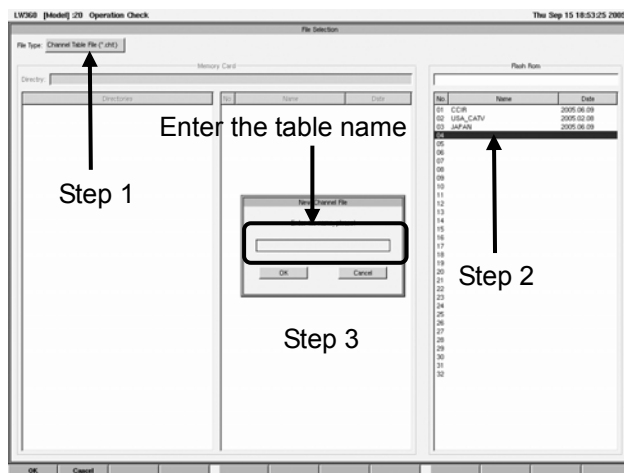 LW360 [Model] :20 Operation Check Thu Sep 15 18:53:25 2005
File Selection
File Type: Channel Table File (*.cht)
Memory Card
Flash Rom
Directry:
Directories
No. Name Date
No. Name Date
01 CCIR 2005.06.09
02 USA_CATV 2005.02.08
03 JAPAN 2005.06.09
04
05
06
07
08
09
10
11
12
13
14
15
16
17
18
19
20
21
22
23
24
25
26
27
28
29
30
31
32
Enter the table name
Step 1
Step 2
New Channel File
OK Cancel
Step 3
OK Cancel